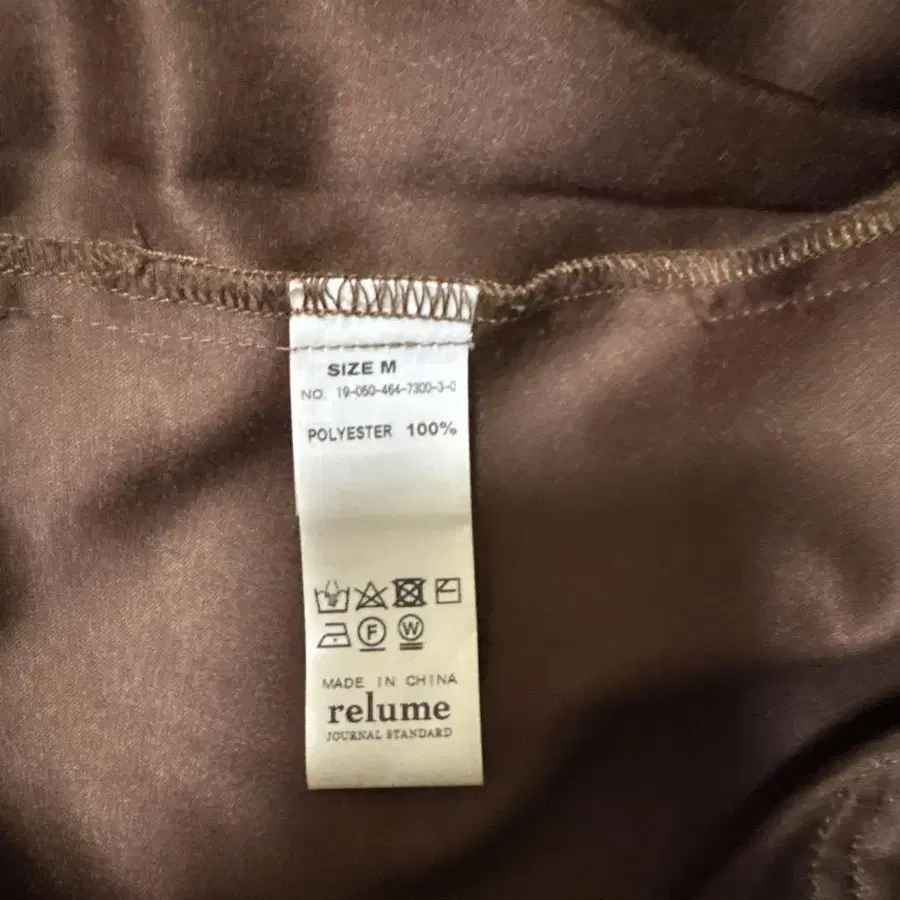 SIZE M
NO. 19-050-464-7300-3-0
POLYESTER 100%
F W
MADE IN CHINA
relume
JOURNAL STANDARD